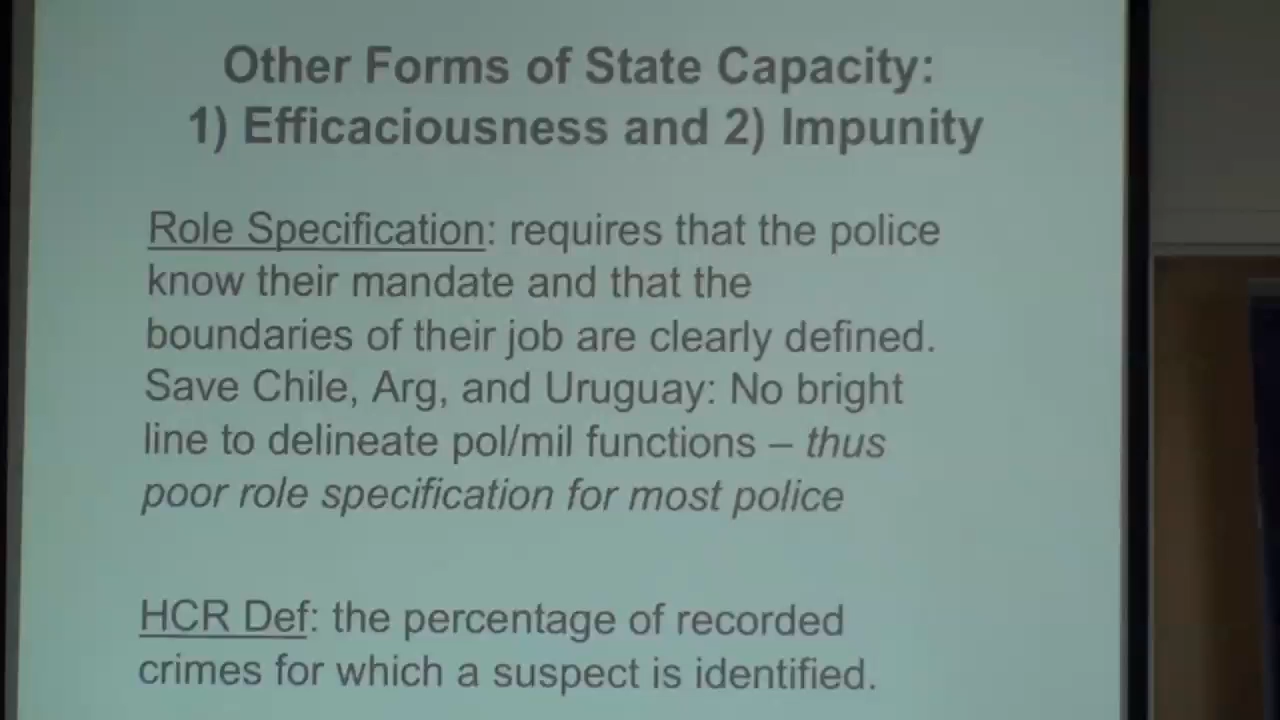 Other Forms of State Capacity:
1) Efficaciousness and 2) Impunity
Role Specification: requires that the police
know their mandate and that the
boundaries of their job are clearly defined.
Save Chile, Arg, and Uruguay: No bright
line to delineate pol/mil functions – thus
poor role specification for most police
HCR Def: the percentage of recorded
crimes for which a suspect is identified.